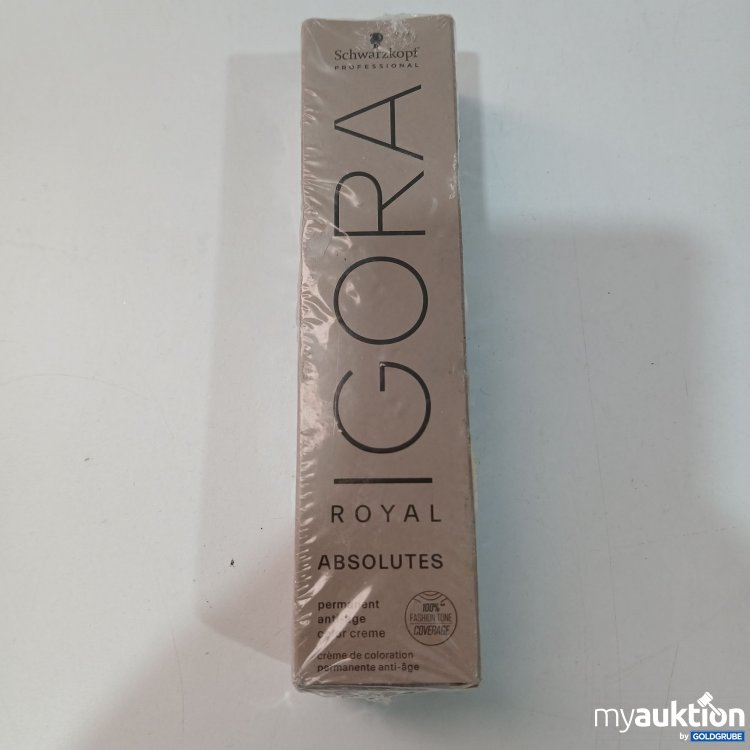 Schwarzkopf
PROFESSIONAL
IGORA
ROYAL
ABSOLUTES
permanent
anti-age
color creme
crème de coloration
permanente anti-âge
100%**
FASHION TONE
COVERAGE
myauktion
by GOLDGRUBE